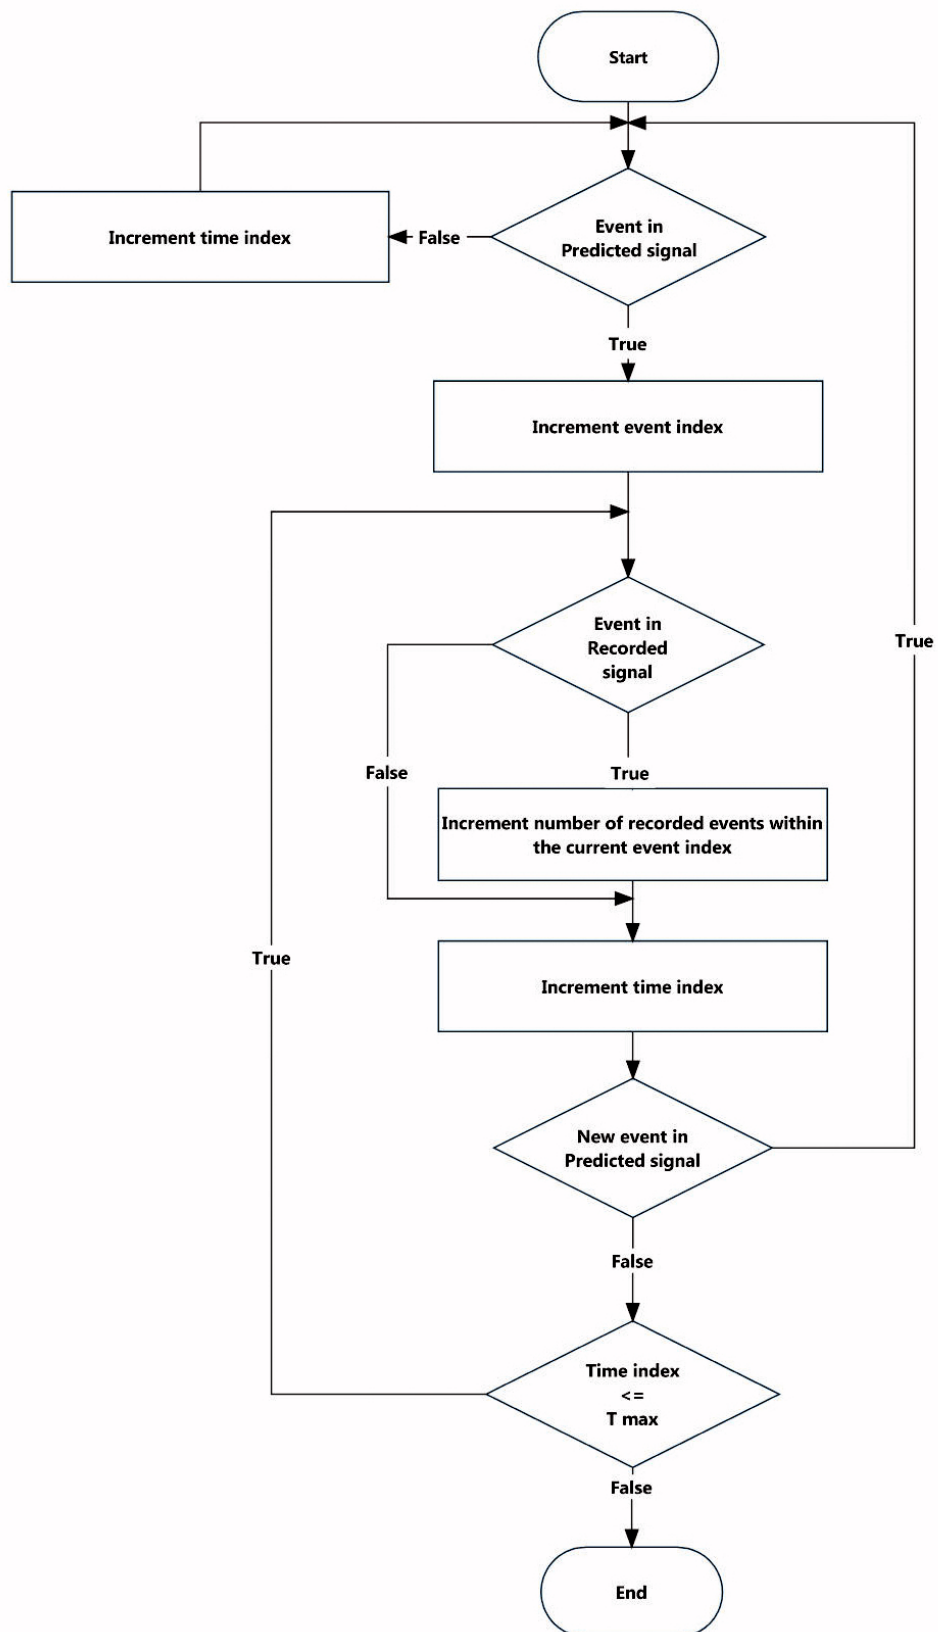 Start
Event in
Predicted signal
False
Increment time index
True
Increment event index
Event in
Recorded
signal
True
False
True
Increment number of recorded events within
the current event index
True
Increment time index
New event in
Predicted signal
False
Time index
<=
T max
False
End